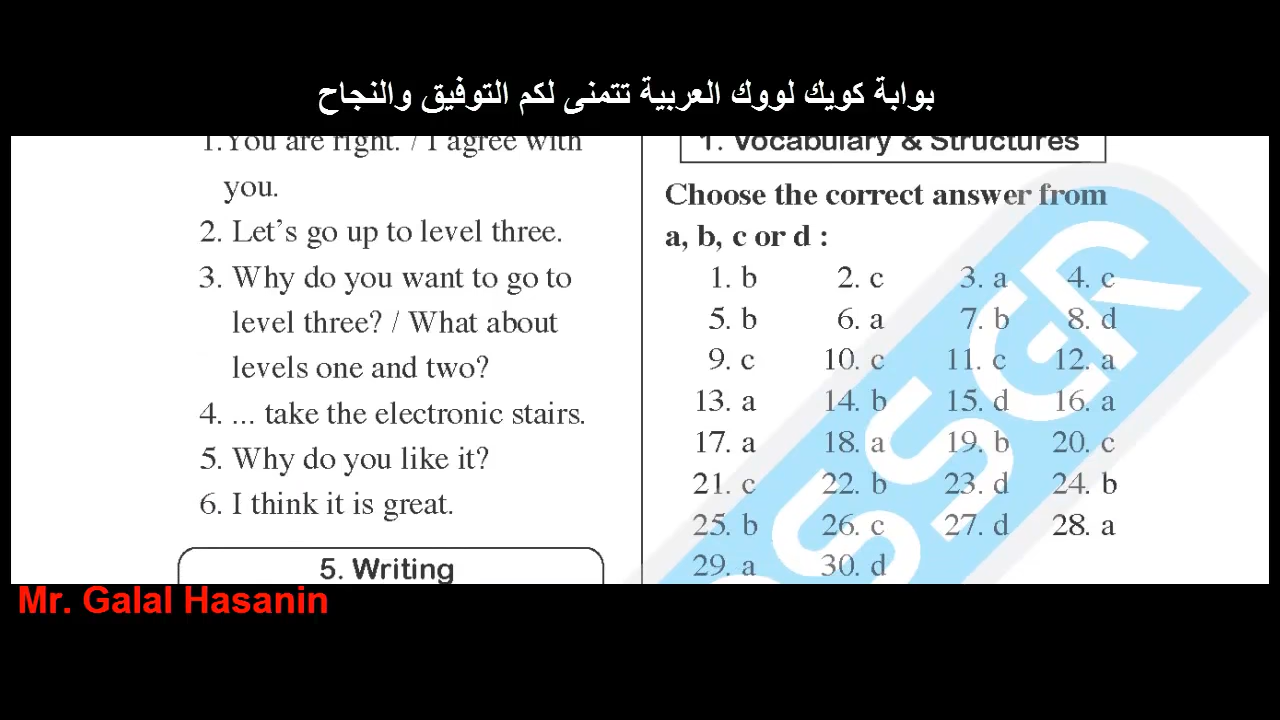 بوابة كويك لووك العربية تتمنى لكم التوفيق والنجاح
1. You are right. / I agree with
you.
2. Let's go up to level three.
3. Why do you want to go to
level three? / What about
levels one and two?
4. ... take the electronic stairs.
5. Why do you like it?
6. I think it is great.
5. Writing
1. Vocabulary & Structures
Choose the correct answer from
a, b, c or d :
1. b 2. c 3. a 4. c
5. b 6. a 7. b 8. d
9. c 10. c 11. c 12. a
13. a 14. b 15. d 16. a
17. a 18. a 19. b 20. c
21. c 22. b 23. d 24. b
25. b 26. c 27. d 28. a
29. a 30. d
Mr. Galal Hasanin